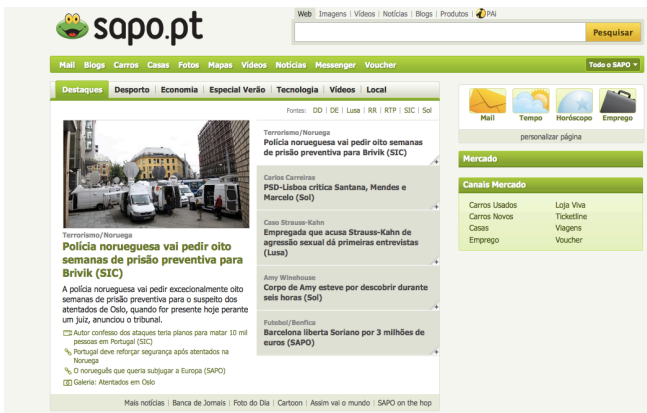 sapo.pt
Web | Imagens | Vídeos | Notícias | Blogs | Produtos | PAi
Pesquisar
Mail Blogs Carros Casas Fotos Mapas Vídeos Notícias Messenger Voucher
Todo o SAPO
Destaques Desporto Economia Especial Verão Tecnologia Vídeos Local
Fontes: DD | DE | Lusa | RR | RTP | SIC | Sol
Terrorismo/Noruega
Polícia norueguesa vai pedir oito
semanas de prisão preventiva para
Brivik (SIC)
A polícia norueguesa vai pedir excecionalmente oito
semanas de prisão preventiva para o suspeito dos
atentados de Oslo, quando for presente hoje perante
um juiz, anunciou o tribunal.
Autor confesso dos ataques teria planos para matar 10 mil
pessoas em Portugal (SIC)
Portugal deve reforçar segurança após atentados na
Noruega
O norueguês que queria subjugar a Europa (SAPO)
Galeria: Atentados em Oslo
Terrorismo/Noruega
Polícia norueguesa vai pedir oito semanas
de prisão preventiva para Brivik (SIC)
Carlos Carreiras
PSD-Lisboa critica Santana, Mendes e
Marcelo (Sol)
Caso Strauss-Kahn
Empregada que acusa Strauss-Kahn de
agressão sexual dá primeiras entrevistas
(Lusa)
Amy Winehouse
Corpo de Amy esteve por descobrir durante
seis horas (Sol)
Futebol/Benfica
Barcelona liberta Soriano por 3 milhões de
euros (SAPO)
Mais notícias | Banca de Jornais | Foto do Dia | Cartoon | Assim vai o mundo | SAPO on the hop
Mail Tempo Horóscopo Emprego
personalizar página
Mercado
Canais Mercado
Carros Usados Loja Viva
Carros Novos Ticketline
Casas Viagens
Emprego Voucher